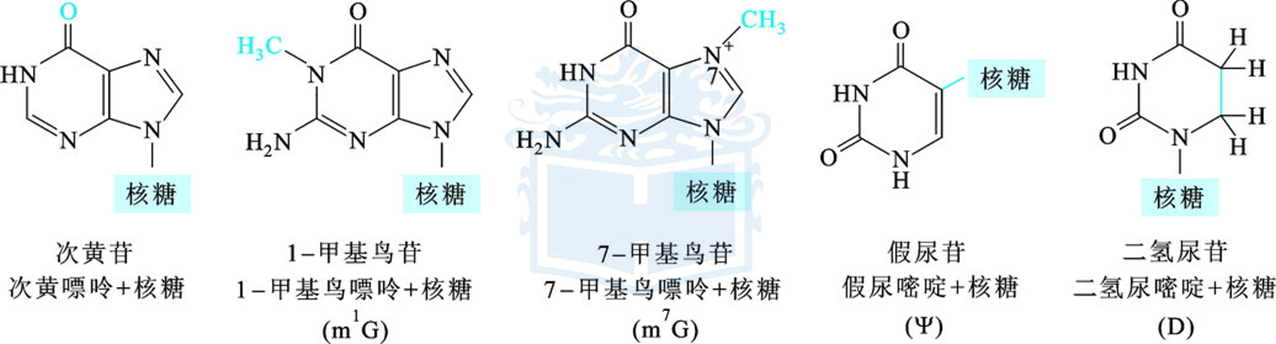 O
HN
N
N
N
核糖
次黄苷
次黄嘌呤+核糖
H₃C
O
N
N
H₂N
N
N
核糖
1-甲基鸟苷
1-甲基鸟嘌呤+核糖
(m¹G)
O
CH₃
HN
N⁺
7
H₂N
N
N
核糖
7-甲基鸟苷
7-甲基鸟嘌呤+核糖
(m⁷G)
O
HN
核糖
O
N
H
假尿苷
假尿嘧啶+核糖
(Ψ)
O
H
HN
H
H
O
N
H
核糖
二氢尿苷
二氢尿嘧啶+核糖
(D)